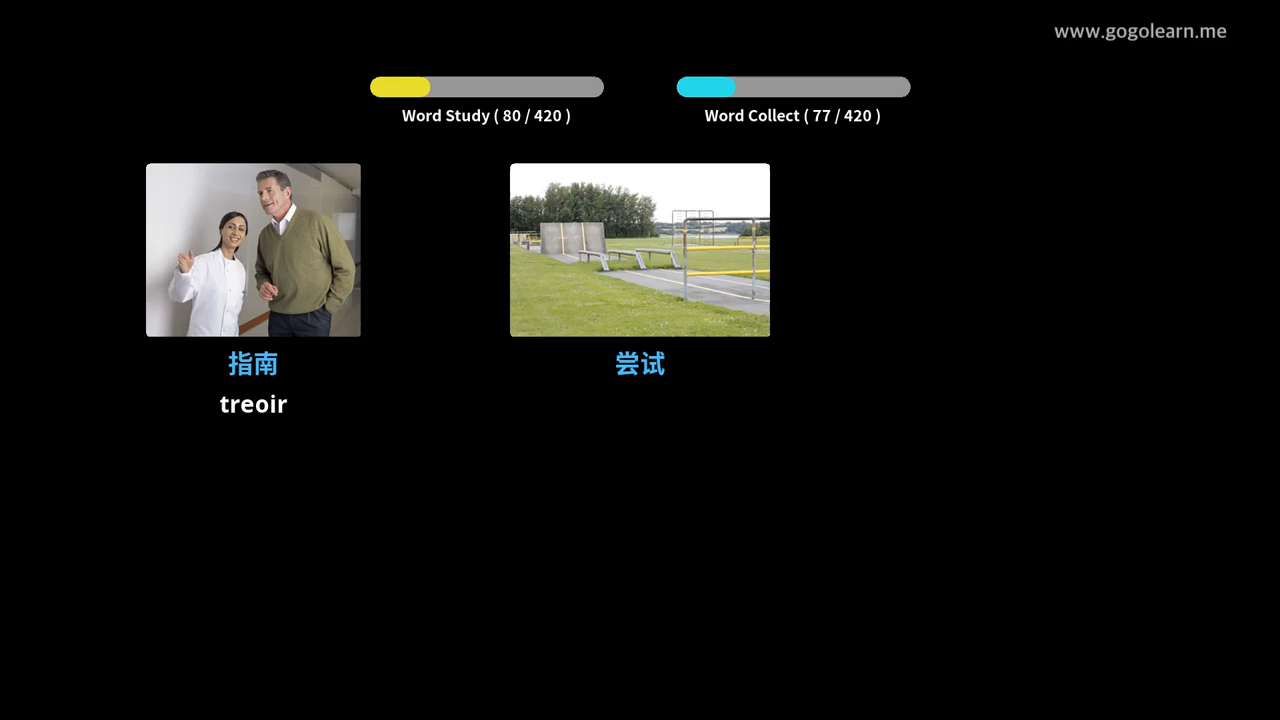 www.gogolearn.me
Word Study ( 80 / 420 )
Word Collect ( 77 / 420 )
指南
尝试
treoir